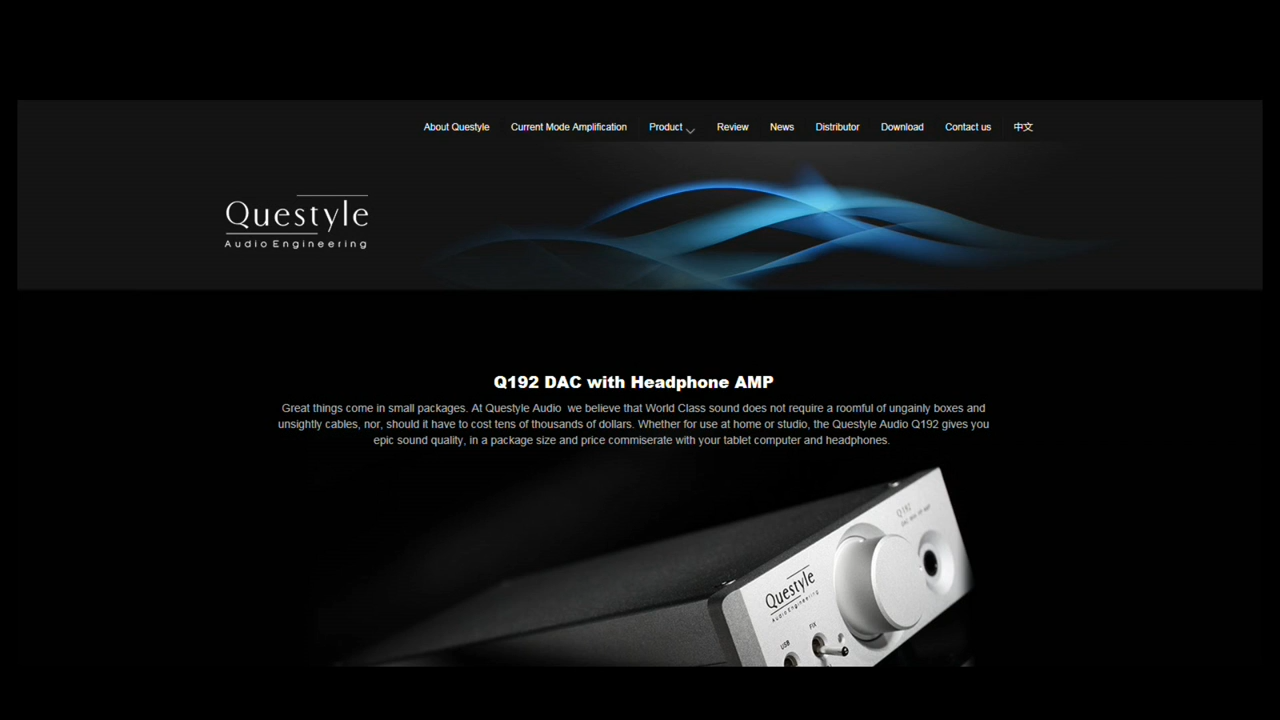 About Questyle Current Mode Amplification Product Review News Distributor Download Contact us 中文
Questyle
Audio Engineering
Q192 DAC with Headphone AMP
Great things come in small packages. At Questyle Audio we believe that World Class sound does not require a roomful of ungainly boxes and
unsightly cables, nor, should it have to cost tens of thousands of dollars. Whether for use at home or studio, the Questyle Audio Q192 gives you
epic sound quality, in a package size and price commiserate with your tablet computer and headphones.
Q192
Questyle
Audio Engineering
FIX
USB